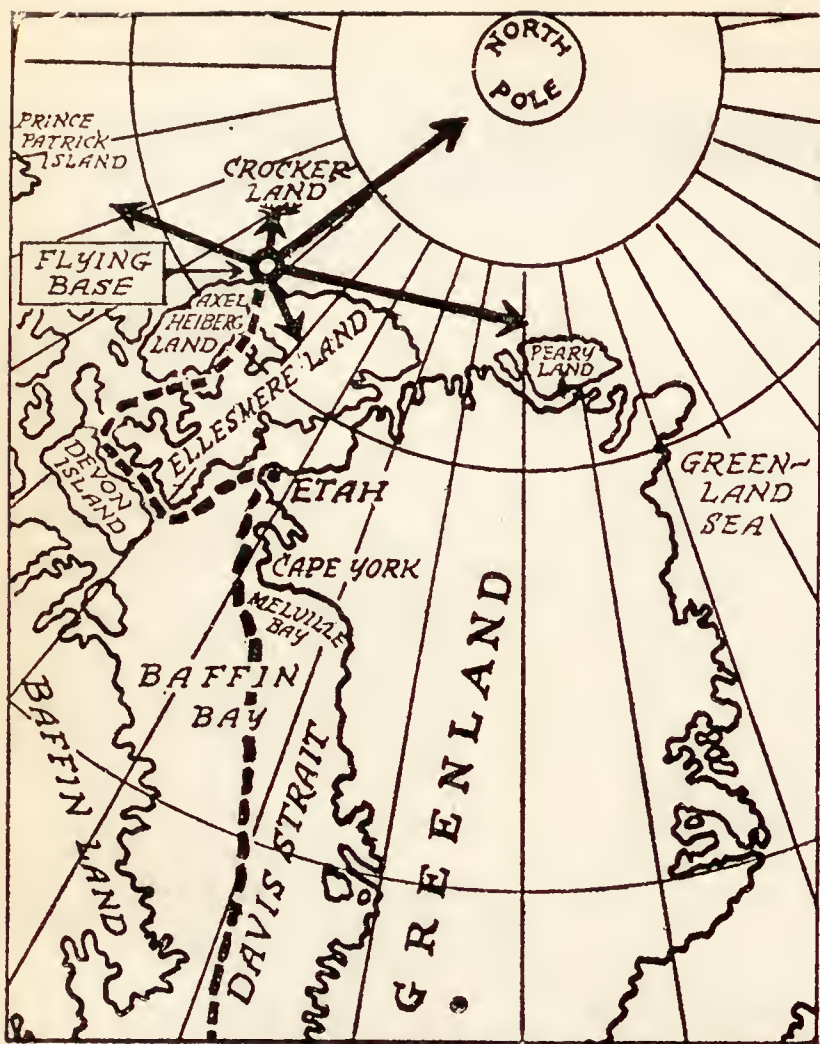 NORTH
POLE
PRINCE
PATRICK
ISLAND
CROCKER
LAND
FLYING
BASE
AXEL
HEIBERG
LAND
ELLESMERE LAND
PEARY
LAND
DEVON
ISLAND
ETAH
GREEN-
LAND
SEA
CAPE YORK
MELVILLE
BAY
BAFFIN
BAY
BAFFIN LAND
DAVIS STRAIT
GREENLAND